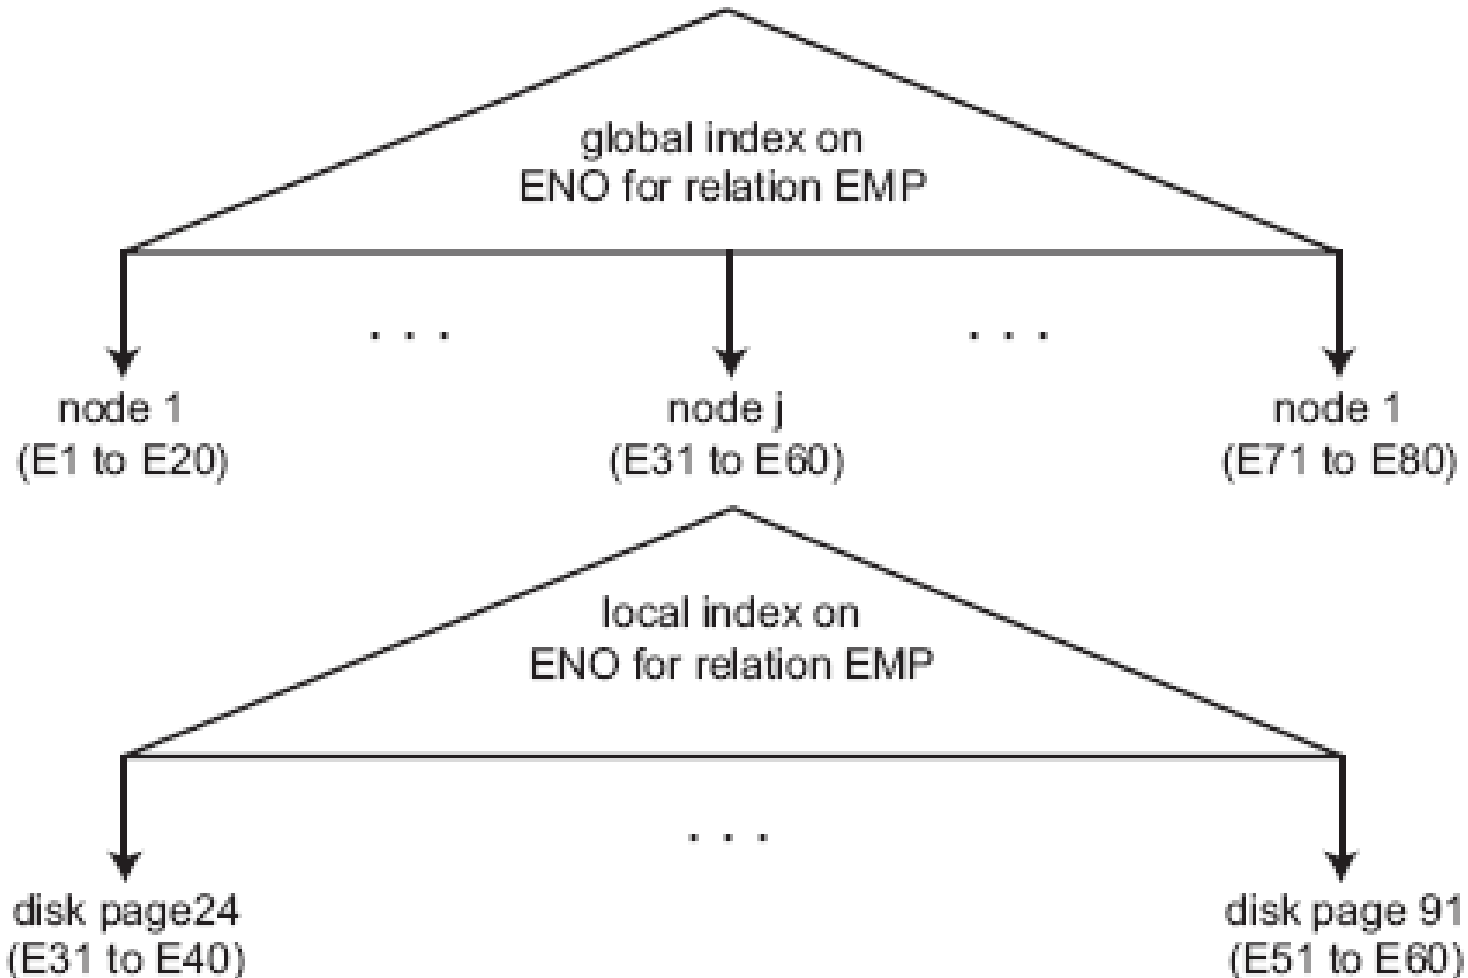 global index on
ENO for relation EMP
. . .
. . .
node 1
(E1 to E20)
node j
(E31 to E60)
node 1
(E71 to E80)
local index on
ENO for relation EMP
. . .
disk page24
(E31 to E40)
disk page 91
(E51 to E60)